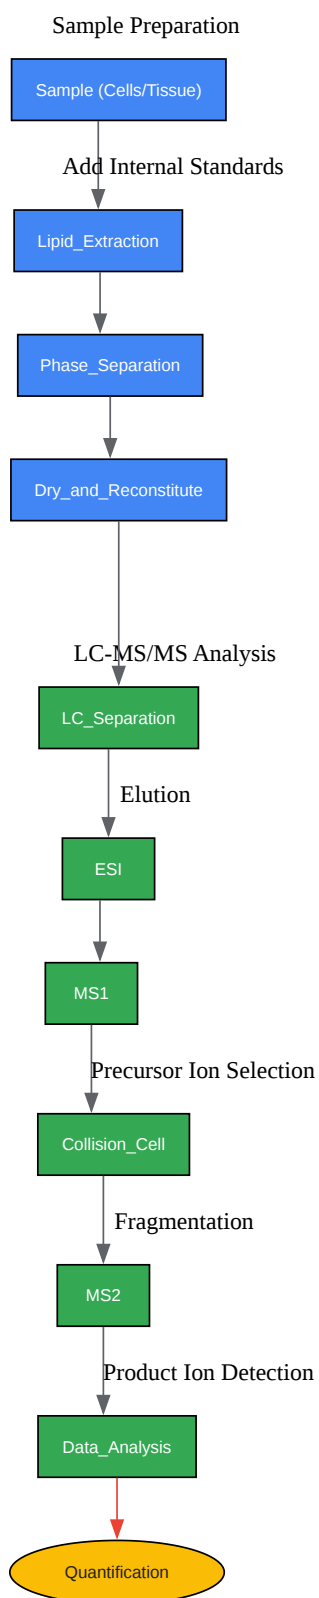 Sample Preparation
Sample (Cells/Tissue)
Add Internal Standards
Lipid_Extraction
Phase_Separation
Dry_and_Reconstitute
LC-MS/MS Analysis
LC_Separation
Elution
ESI
MS1
Precursor Ion Selection
Collision_Cell
Fragmentation
MS2
Product Ion Detection
Data_Analysis
Quantification